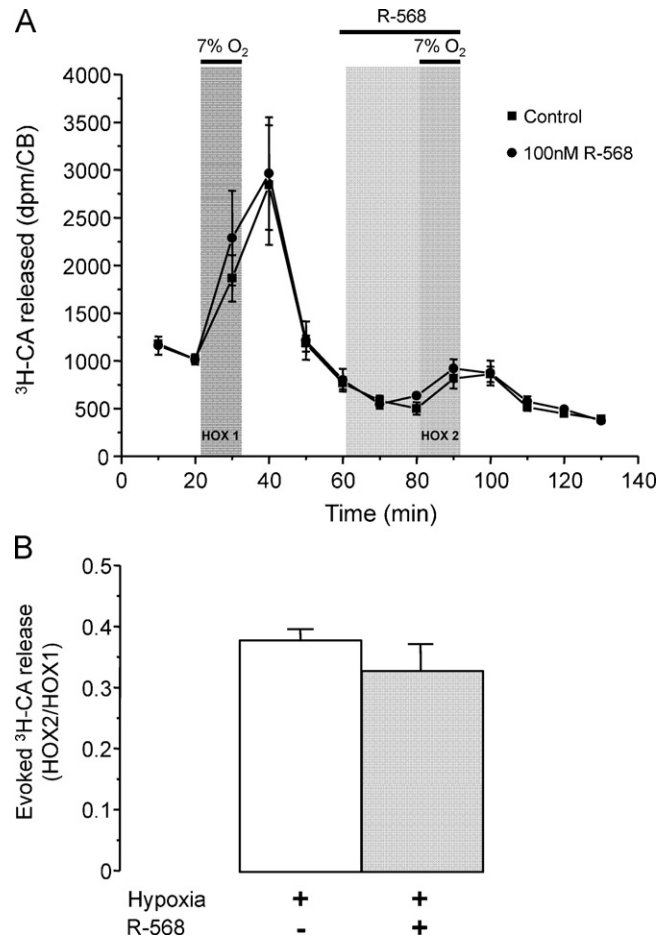 A
R-568
7% O₂
7% O₂
4000
3500
3000
2500
2000
1500
1000
500
0
³H-CA released (dpm/CB)
Control
100nM R-568
HOX 1
HOX 2
0 20 40 60 80 100 120 140
Time (min)
B
0.5
0.4
0.3
0.2
0.1
0
Evoked ³H-CA release
(HOX2/HOX1)
Hypoxia + +
R-568 - +